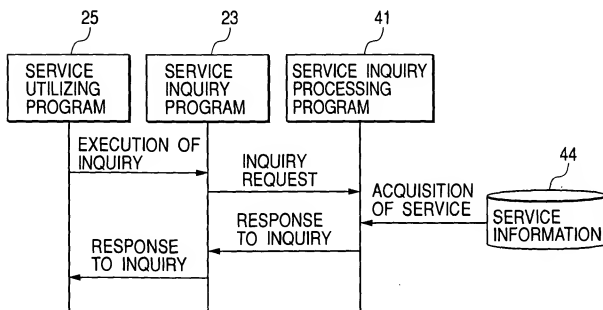 25
23
41
SERVICE
UTILIZING
PROGRAM
SERVICE
INQUIRY
PROGRAM
SERVICE INQUIRY
PROCESSING
PROGRAM
EXECUTION OF
INQUIRY
INQUIRY
REQUEST
44
ACQUISITION
OF SERVICE
SERVICE
INFORMATION
RESPONSE
TO INQUIRY
RESPONSE
TO INQUIRY